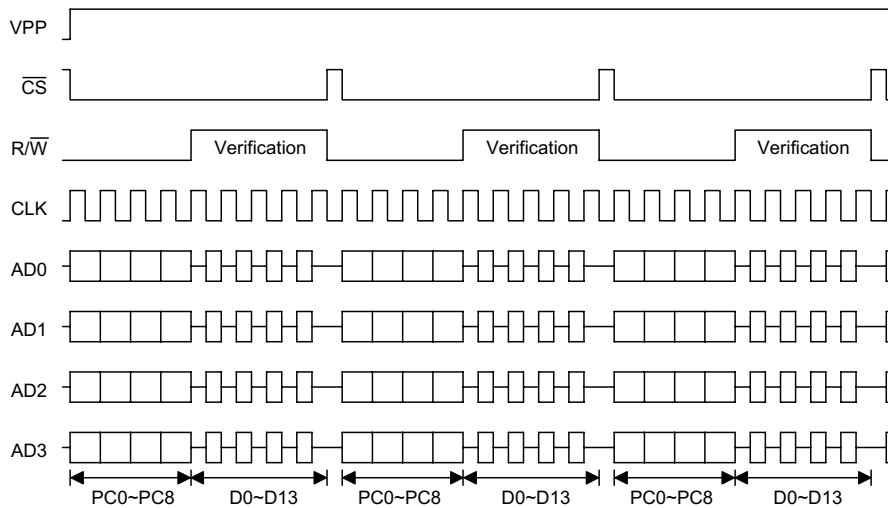 VPP
C̅S̅
R/W̅
Verification
Verification
Verification
CLK
AD0
AD1
AD2
AD3
PC0~PC8
D0~D13
PC0~PC8
D0~D13
PC0~PC8
D0~D13